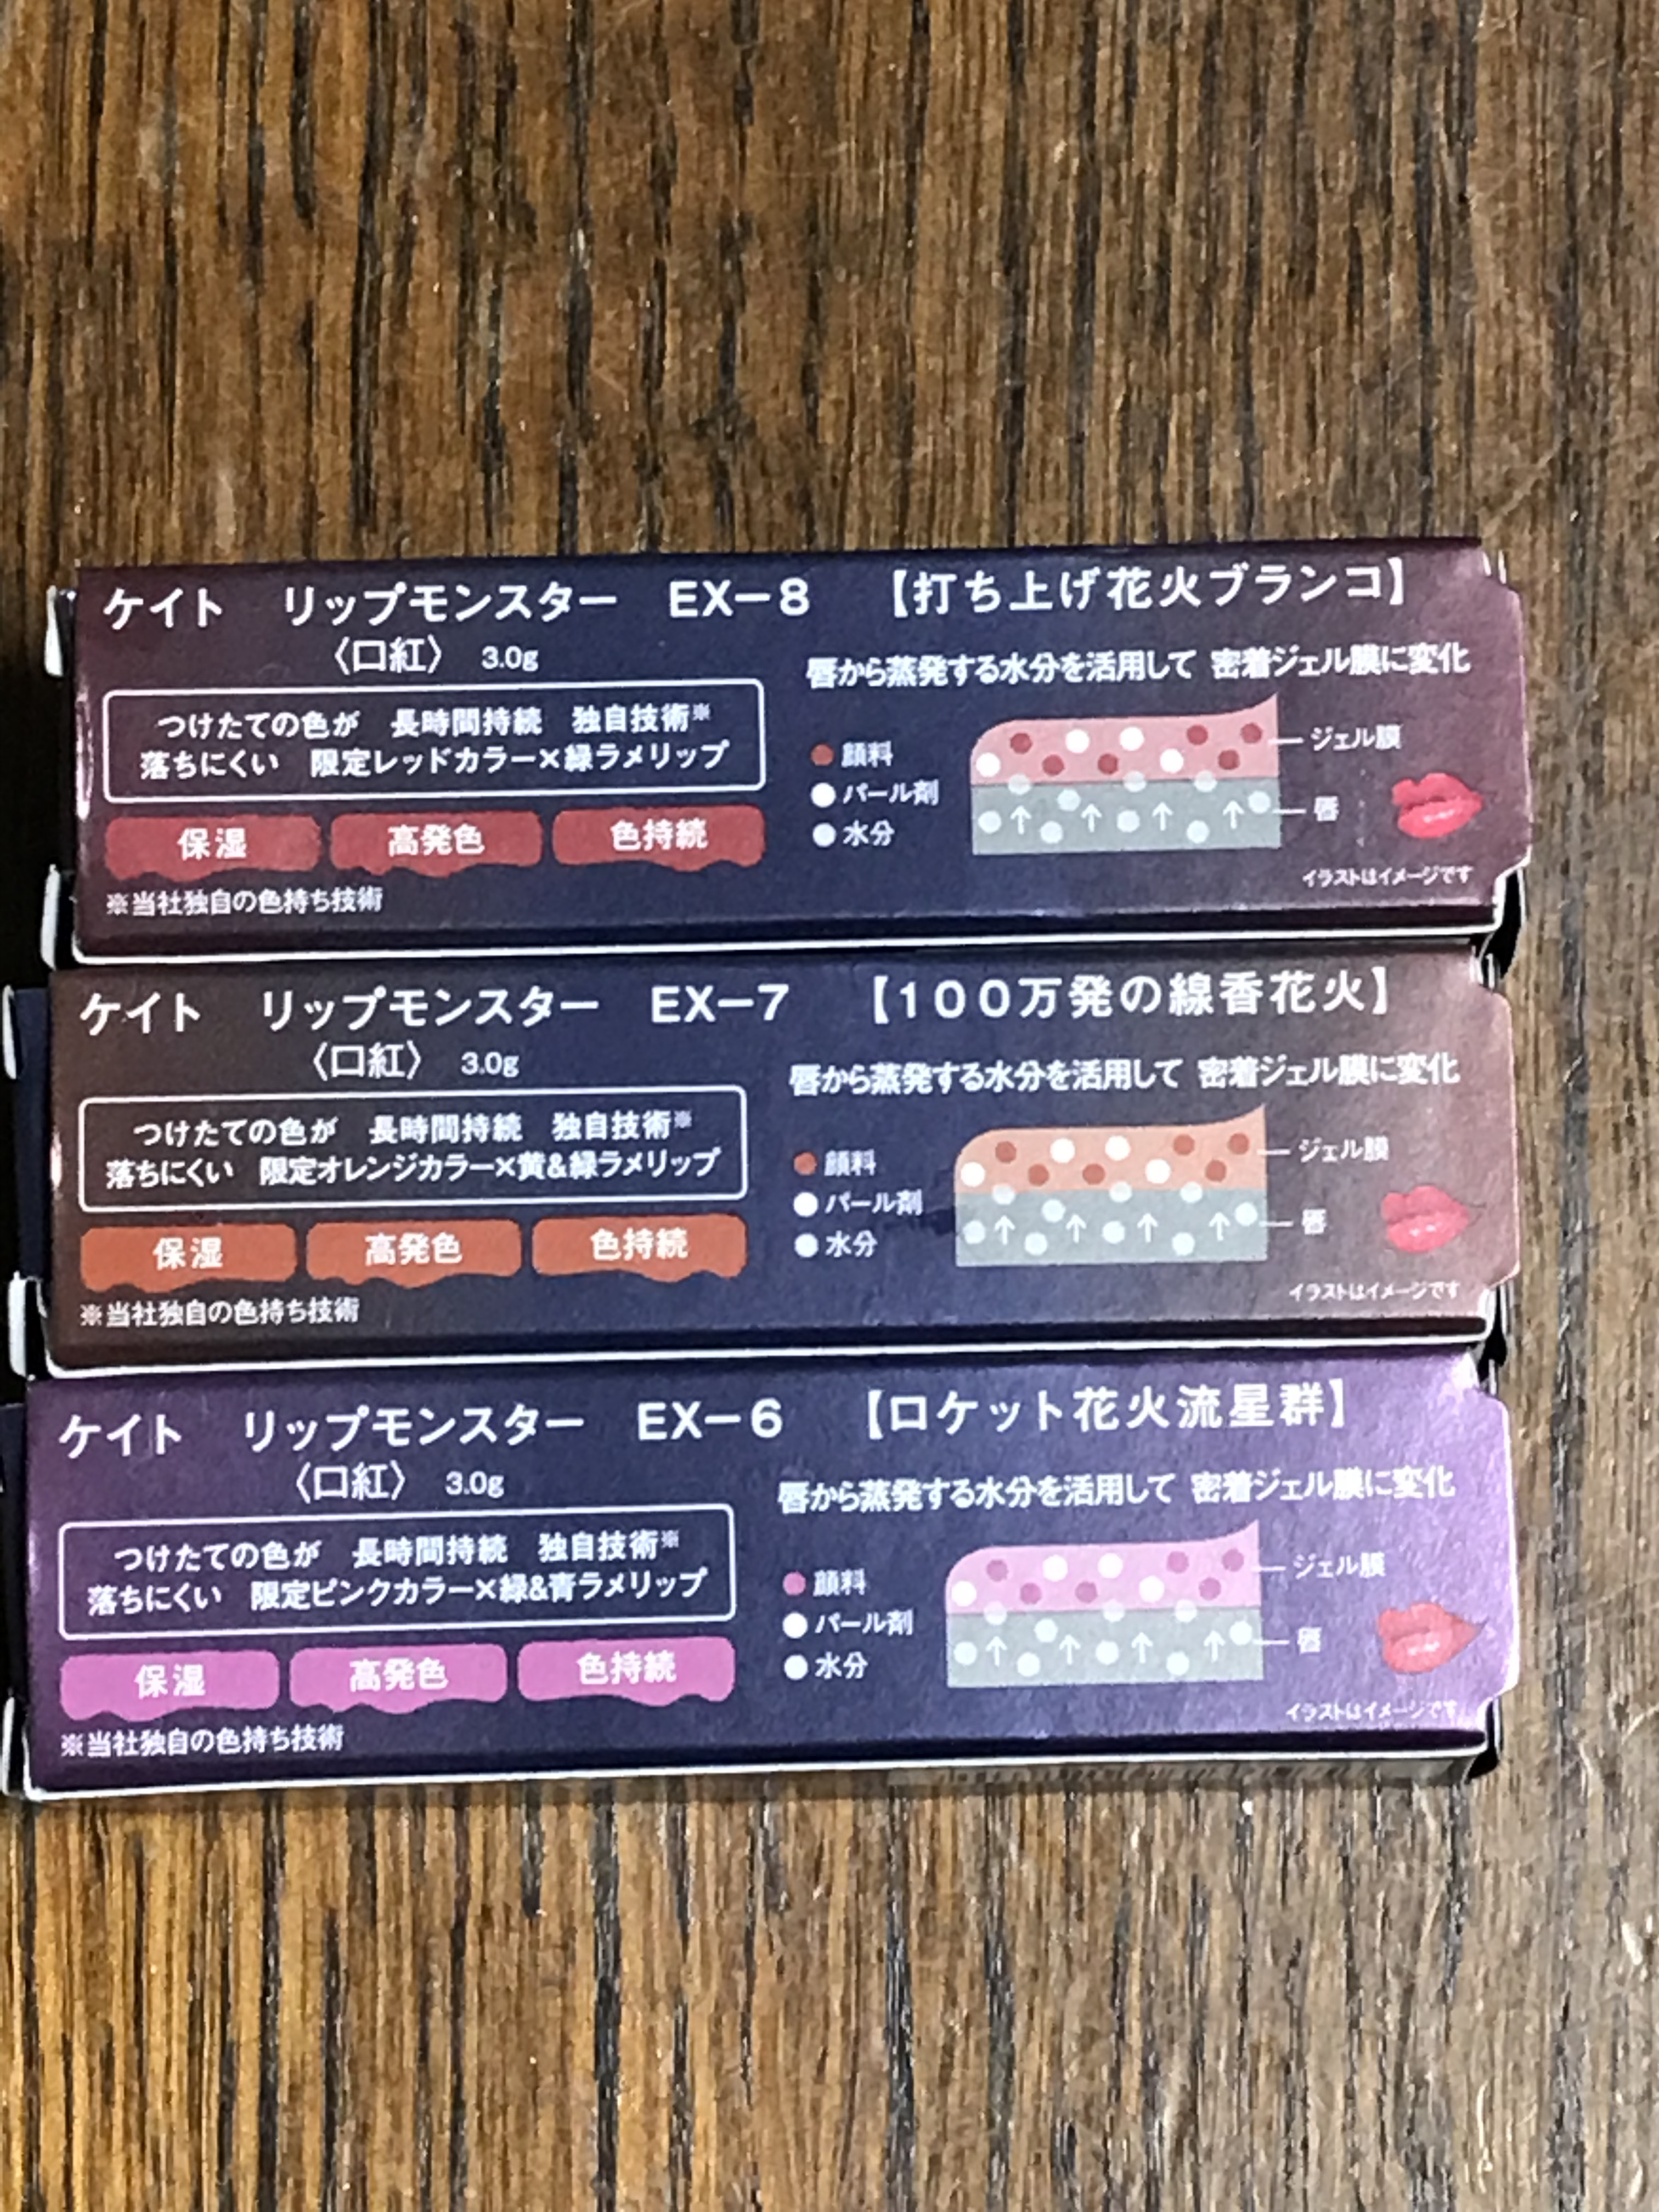 ケイト　リップモンスター　EX－8　【打ち上げ花火ブランコ】
〈口紅〉 3.0g
つけたての色が　長時間持続　独自技術※
落ちにくい　限定レッドカラー×緑ラメリップ
保湿　高発色　色持続
※当社独自の色持ち技術
唇から蒸発する水分を活用して 密着ジェル膜に変化
顔料
パール剤
水分
ジェル膜
唇
イラストはイメージです
ケイト　リップモンスター　EX－7　【100万発の線香花火】
〈口紅〉 3.0g
つけたての色が　長時間持続　独自技術※
落ちにくい　限定オレンジカラー×黄&緑ラメリップ
保湿　高発色　色持続
※当社独自の色持ち技術
唇から蒸発する水分を活用して 密着ジェル膜に変化
顔料
パール剤
水分
ジェル膜
唇
イラストはイメージです
ケイト　リップモンスター　EX－6　【ロケット花火流星群】
〈口紅〉 3.0g
つけたての色が　長時間持続　独自技術※
落ちにくい　限定ピンクカラー×緑&青ラメリップ
保湿　高発色　色持続
※当社独自の色持ち技術
唇から蒸発する水分を活用して 密着ジェル膜に変化
顔料
パール剤
水分
ジェル膜
唇
イラストはイメージです